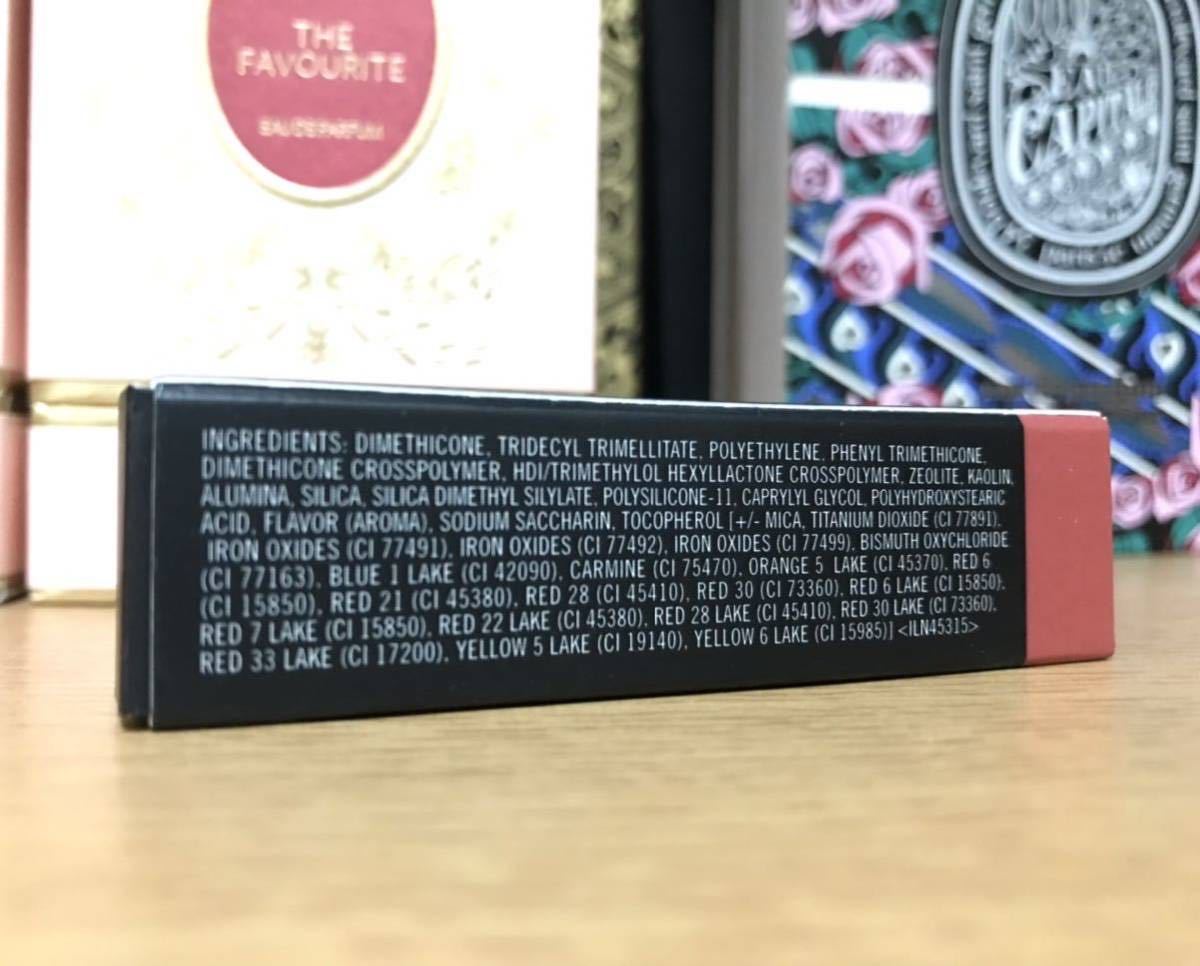 THE
FAVOURITE
EAU DE PARFUM
EAU
CAPITALE
INGREDIENTS: DIMETHICONE, TRIDECYL TRIMELLITATE, POLYETHYLENE, PHENYL TRIMETHICONE,
DIMETHICONE CROSSPOLYMER, HDI/TRIMETHYLOL HEXYLLACTONE CROSSPOLYMER, ZEOLITE, KAOLIN,
ALUMINA, SILICA, SILICA DIMETHYL SILYLATE, POLYSILICONE-11, CAPRYLYL GLYCOL, POLYHYDROXYSTEARIC
ACID, FLAVOR (AROMA), SODIUM SACCHARIN, TOCOPHEROL [+/- MICA, TITANIUM DIOXIDE (CI 77891),
IRON OXIDES (CI 77491), IRON OXIDES (CI 77492), IRON OXIDES (CI 77499), BISMUTH OXYCHLORIDE
(CI 77163), BLUE 1 LAKE (CI 42090), CARMINE (CI 75470), ORANGE 5 LAKE (CI 45370), RED 6
(CI 15850), RED 21 (CI 45380), RED 28 (CI 45410), RED 30 (CI 73360), RED 6 LAKE (CI 15850),
RED 7 LAKE (CI 15850), RED 22 LAKE (CI 45380), RED 28 LAKE (CI 45410), RED 30 LAKE (CI 73360),
RED 33 LAKE (CI 17200), YELLOW 5 LAKE (CI 19140), YELLOW 6 LAKE (CI 15985)] <ILN45315>